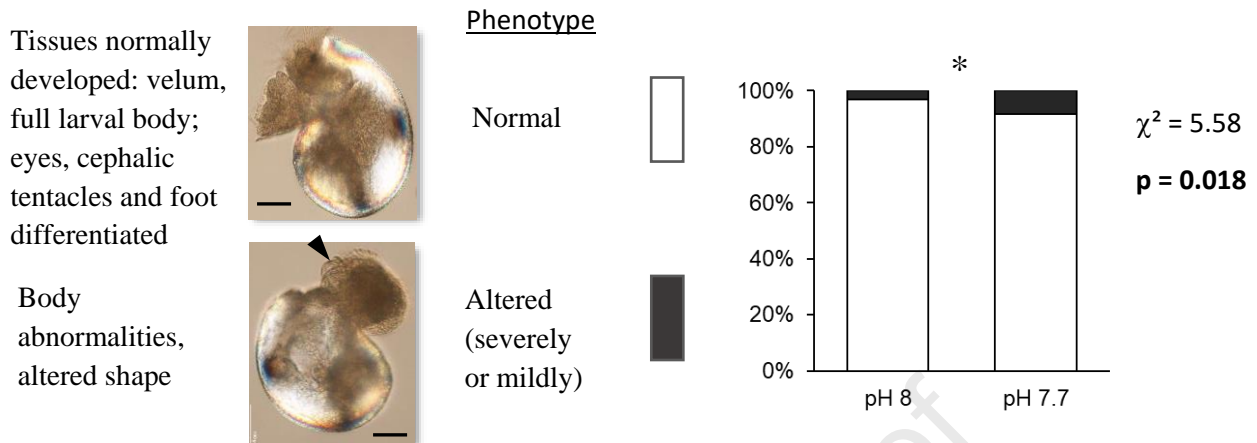 Phenotype
Tissues normally
developed: velum,
full larval body;
eyes, cephalic
tentacles and foot
differentiated
Normal
Body
abnormalities,
altered shape
Altered
(severely
or mildly)
*
100%
80%
60%
40%
20%
0%
pH 8
pH 7.7
χ² = 5.58
p = 0.018